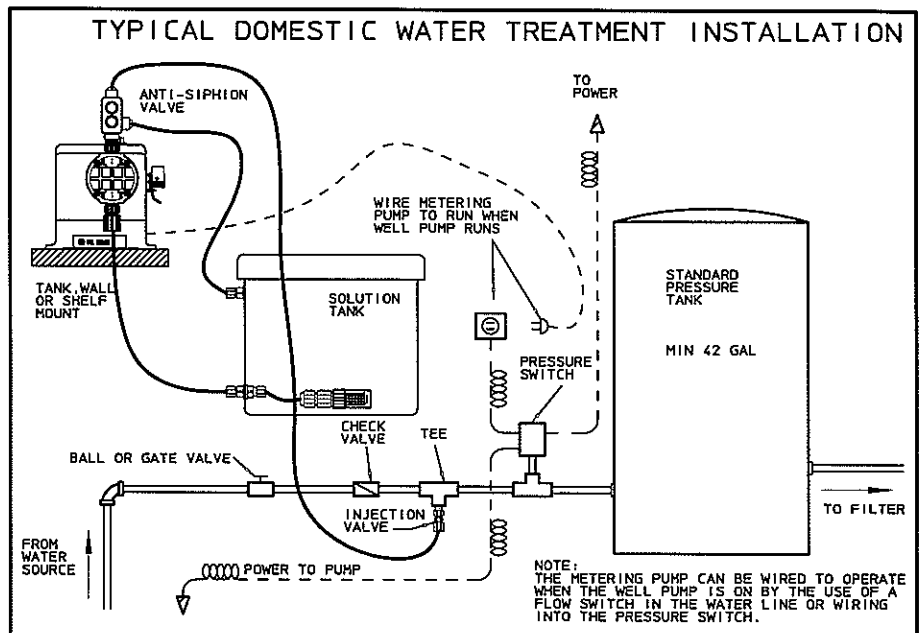 TYPICAL DOMESTIC WATER TREATMENT INSTALLATION
ANTI-SIPHION
VALVE
TO
POWER
WIRE METERING
PUMP TO RUN WHEN
WELL PUMP RUNS
TANK, WALL
OR SHELF
MOUNT
SOLUTION
TANK
STANDARD
PRESSURE
TANK
MIN 42 GAL
PRESSURE
SWITCH
CHECK
VALVE
TEE
BALL OR GATE VALVE
INJECTION
VALVE
TO FILTER
FROM
WATER
SOURCE
POWER TO PUMP
NOTE:
THE METERING PUMP CAN BE WIRED TO OPERATE
WHEN THE WELL PUMP IS ON BY THE USE OF A
FLOW SWITCH IN THE WATER LINE OR WIRING
INTO THE PRESSURE SWITCH.